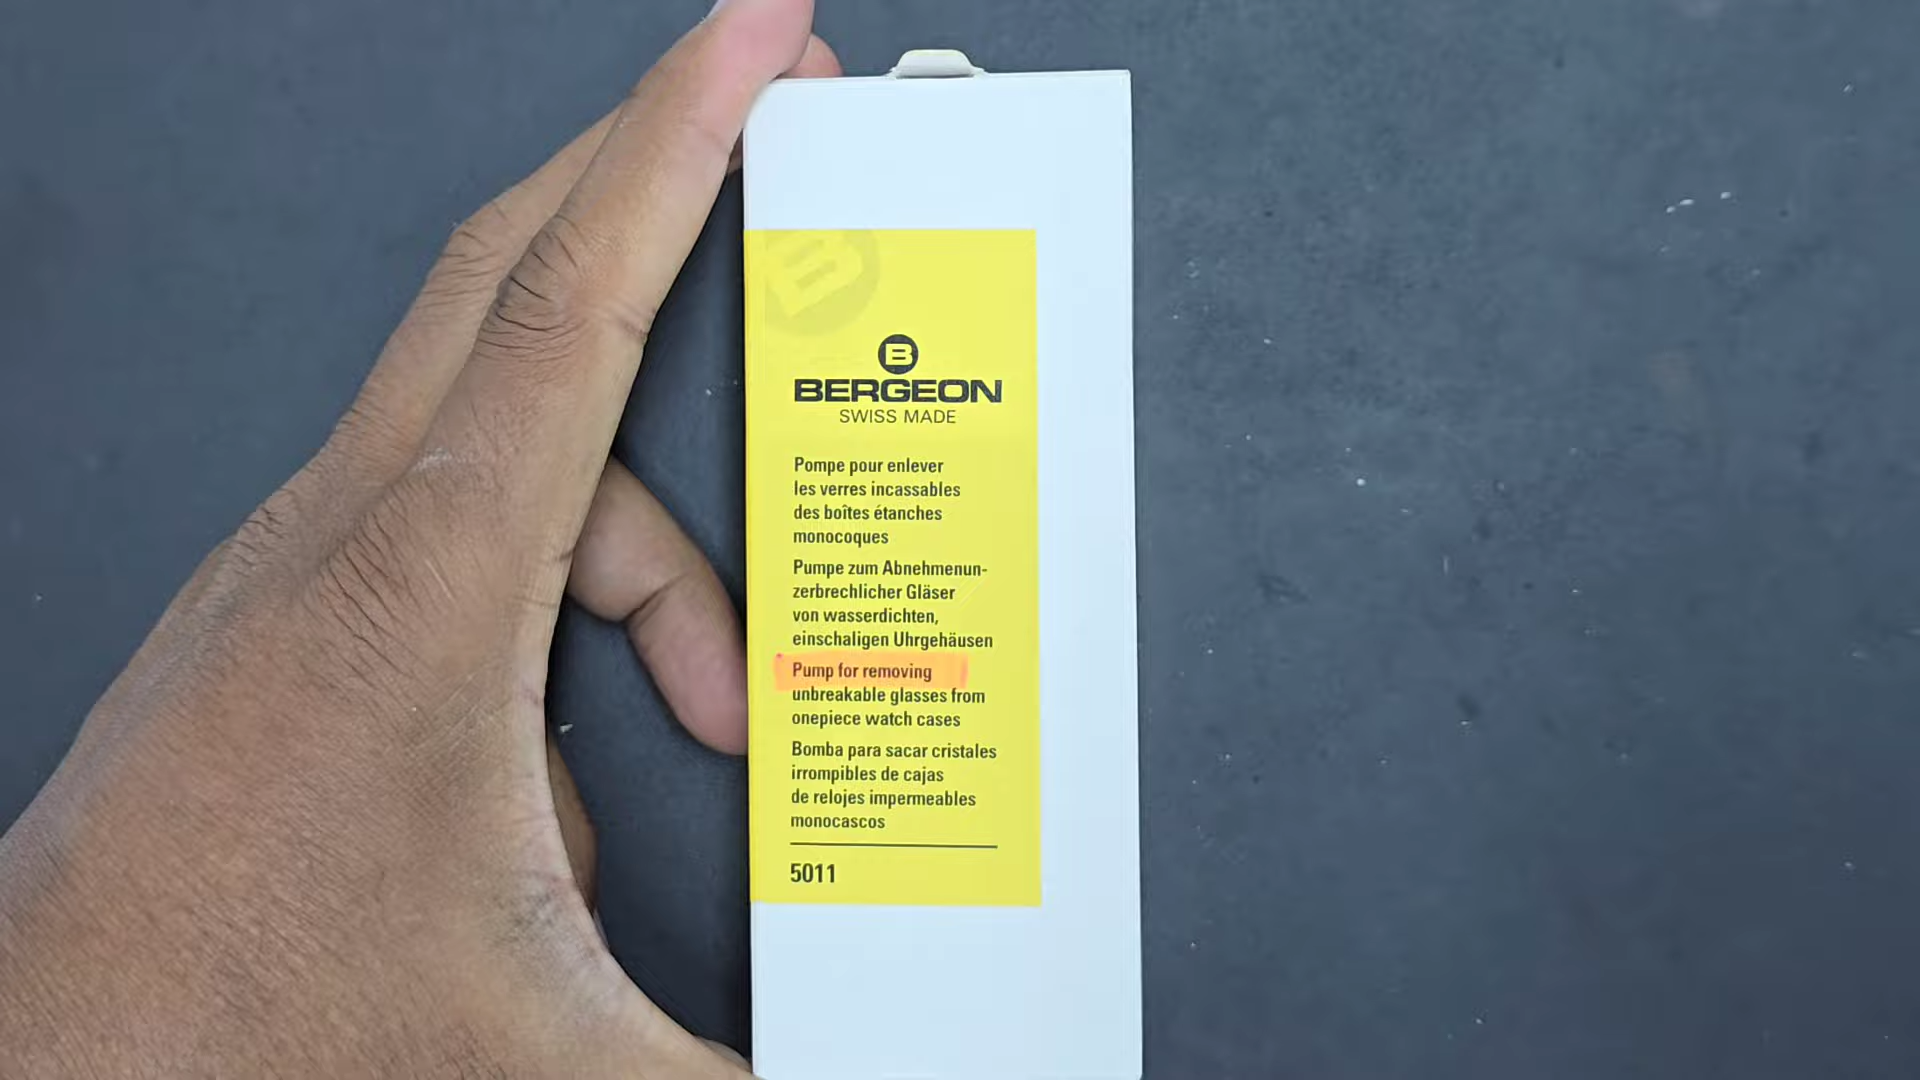 B
B
BERGEON
SWISS MADE
Pompe pour enlever
les verres incassables
des boîtes étanches
monocoques
Pumpe zum Abnehmenun-
zerbrechlicher Gläser
von wasserdichten,
einschaligen Uhrgehäusen
Pump for removing
unbreakable glasses from
onepiece watch cases
Bomba para sacar cristales
irrompibles de cajas
de relojes impermeables
monocascos
5011